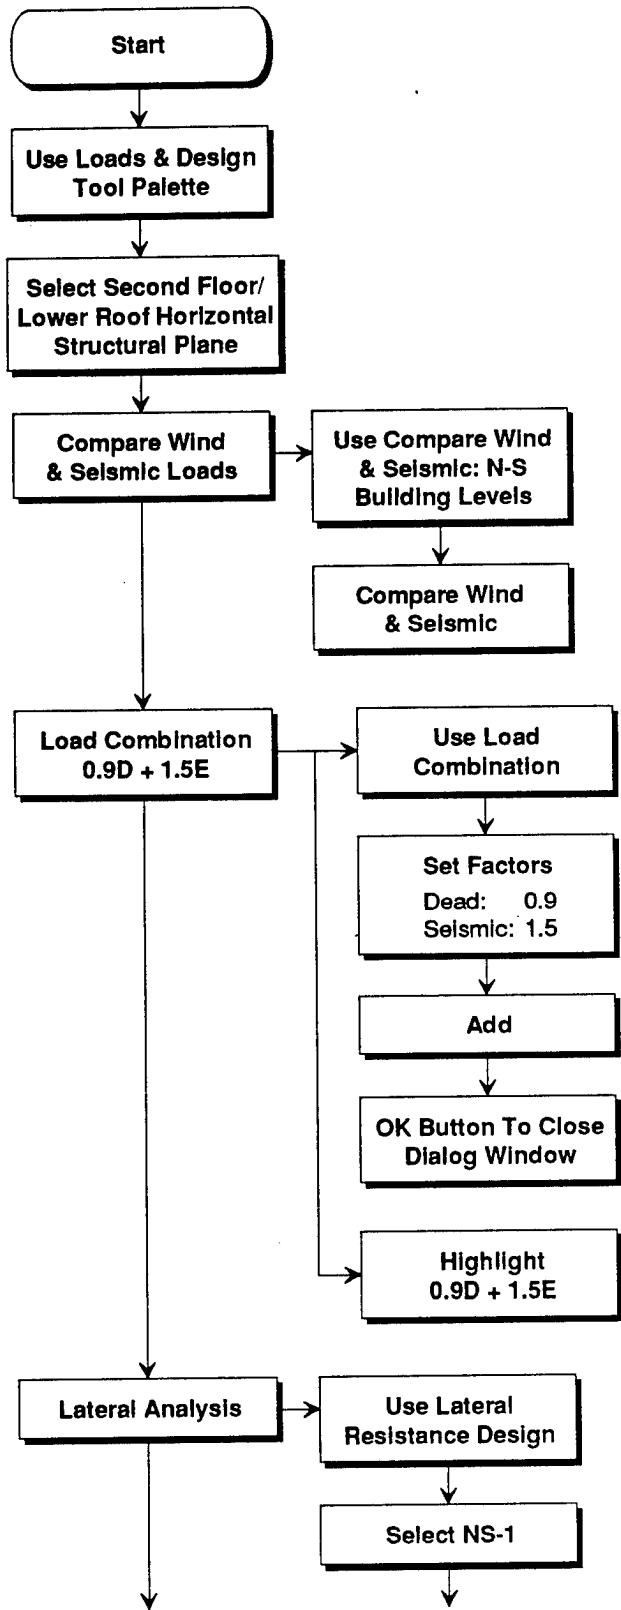 Start
Use Loads & Design
Tool Palette
Select Second Floor/
Lower Roof Horizontal
Structural Plane
Compare Wind
& Seismic Loads
Use Compare Wind
& Seismic: N-S
Building Levels
Compare Wind
& Seismic
Load Combination
0.9D + 1.5E
Use Load
Combination
Set Factors
Dead: 0.9
Seismic: 1.5
Add
OK Button To Close
Dialog Window
Highlight
0.9D + 1.5E
Lateral Analysis
Use Lateral
Resistance Design
Select NS-1